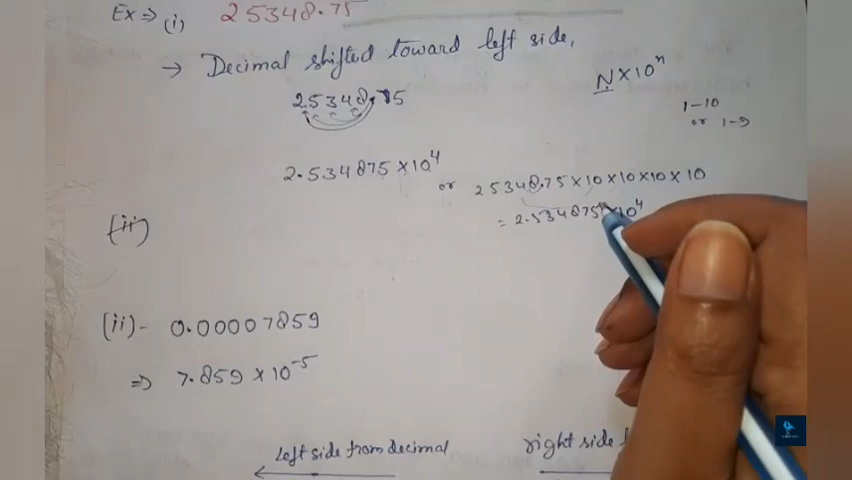 Ex ⇒ (i) 25348.75
→ Decimal shifted toward left side,
N × 10ⁿ
1-10
or 1-9
25348.75
2.534875 × 10⁴
or 25348.75 × 10 × 10 × 10 × 10
= 2.534875 × 10⁴
(ii)
(ii)- 0.00007859
⇒ 7.859 × 10⁻⁵
left side from decimal
right side